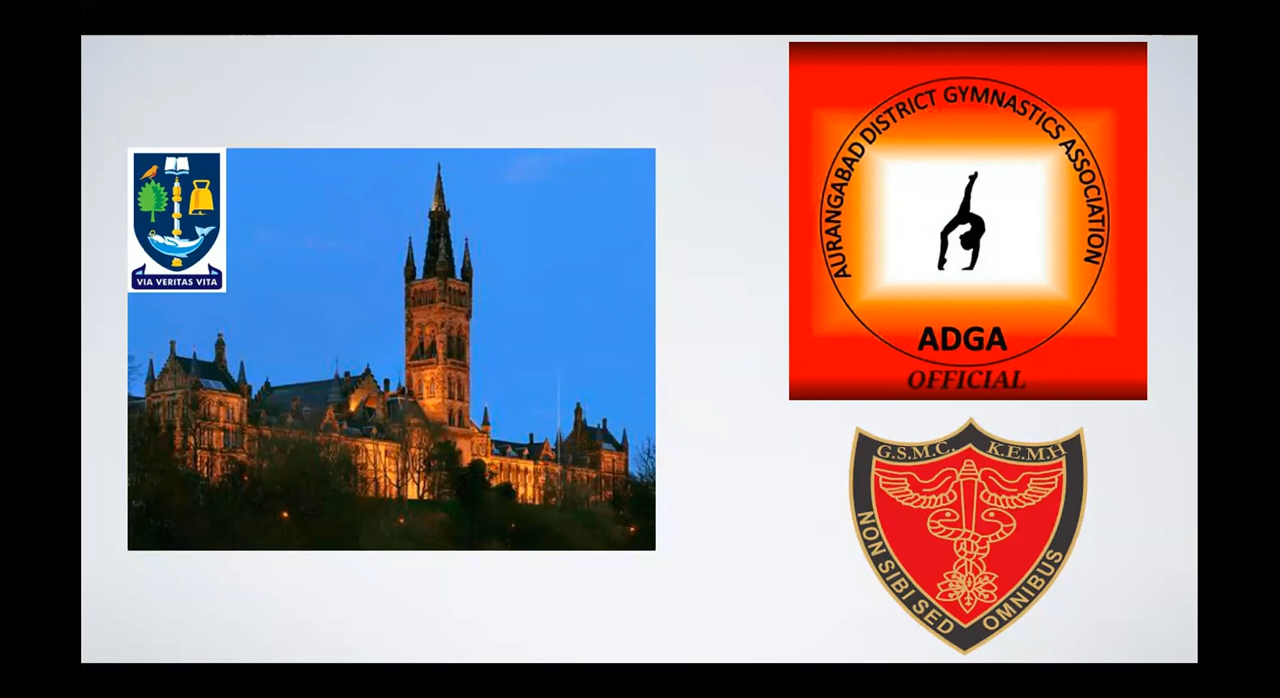 VIA VERITAS VITA
AURANGABAD DISTRICT GYMNASTICS ASSOCIATION
ADGA
OFFICIAL
G.S.M.C. K.E.M.H
NON SIBI SED OMNIBUS